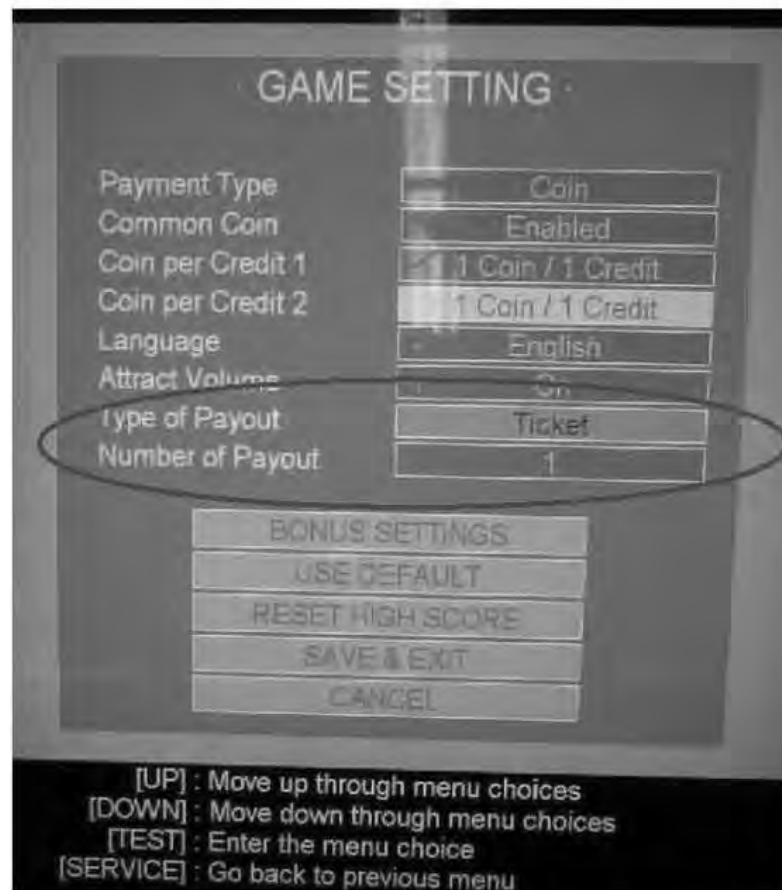 · GAME SETTING ·
Payment Type Coin
Common Coin Enabled
Coin per Credit 1 1 Coin / 1 Credit
Coin per Credit 2 1 Coin / 1 Credit
Language English
Attract Volume On
Type of Payout Ticket
Number of Payout 1
BONUS SETTINGS
USE DEFAULT
RESET HIGH SCORE
SAVE & EXIT
CANCEL
[UP] : Move up through menu choices
[DOWN] : Move down through menu choices
[TEST] : Enter the menu choice
[SERVICE] : Go back to previous menu